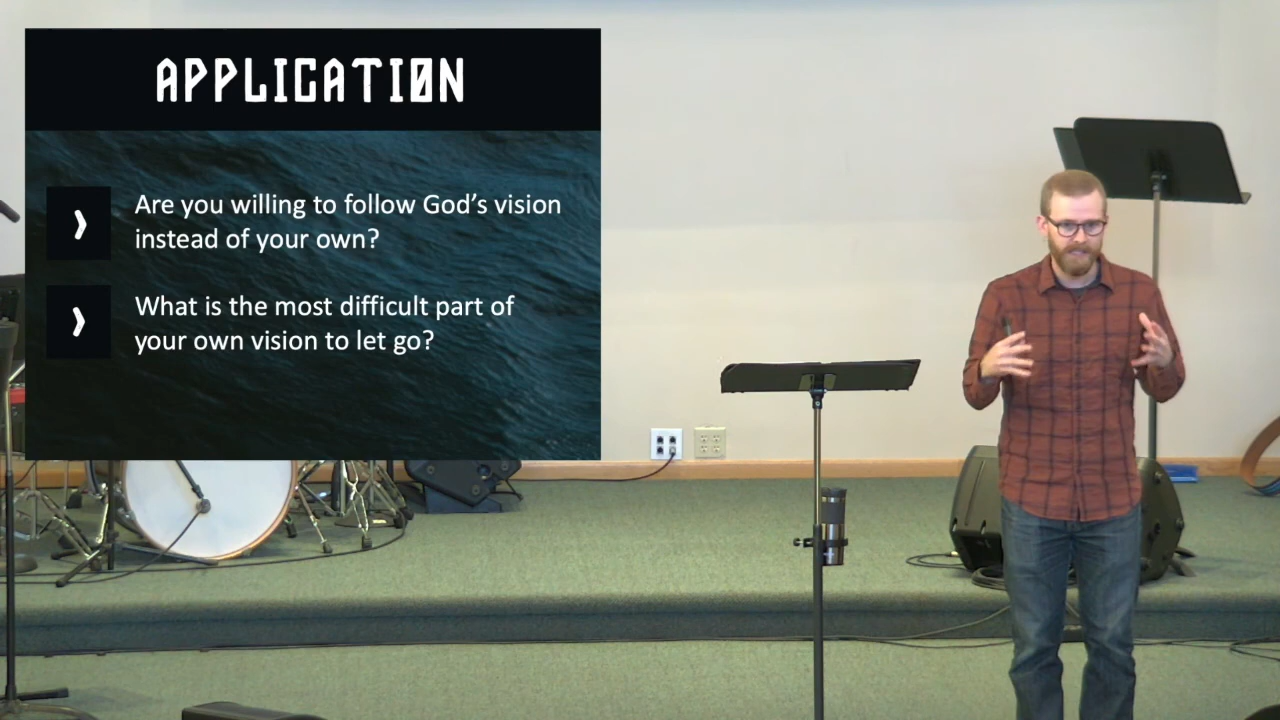 APPLICATION
Are you willing to follow God's vision
instead of your own?
What is the most difficult part of
your own vision to let go?